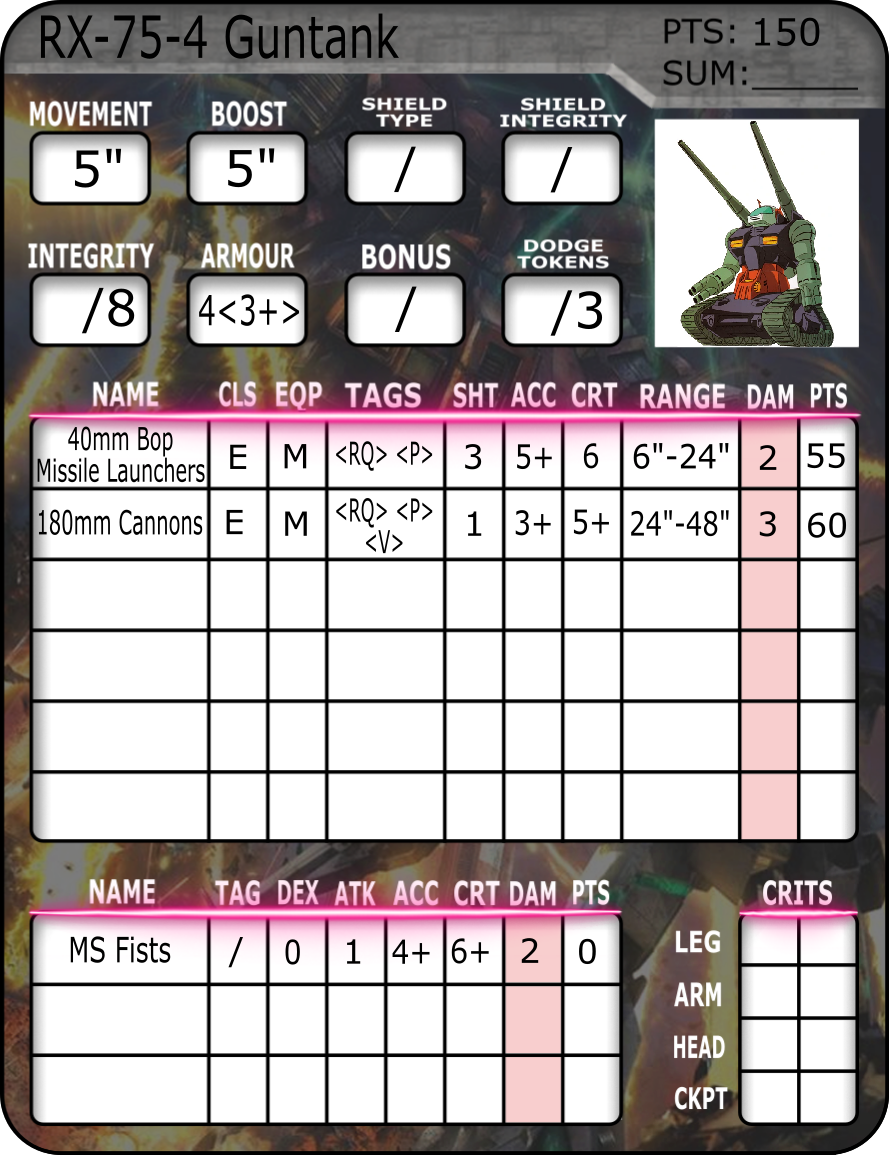 RX-75-4 Guntank
PTS: 150
SUM:______
MOVEMENT BOOST SHIELD TYPE SHIELD INTEGRITY
5" 5" / /
INTEGRITY ARMOUR BONUS DODGE TOKENS
/8 4<3+> / /3
NAME CLS EQP TAGS SHT ACC CRT RANGE DAM PTS
40mm Bop Missile Launchers E M <RQ> <P> 3 5+ 6 6"-24" 2 55
180mm Cannons E M <RQ> <P> <V> 1 3+ 5+ 24"-48" 3 60
NAME TAG DEX ATK ACC CRT DAM PTS
MS Fists / 0 1 4+ 6+ 2 0
CRITS
LEG
ARM
HEAD
CKPT